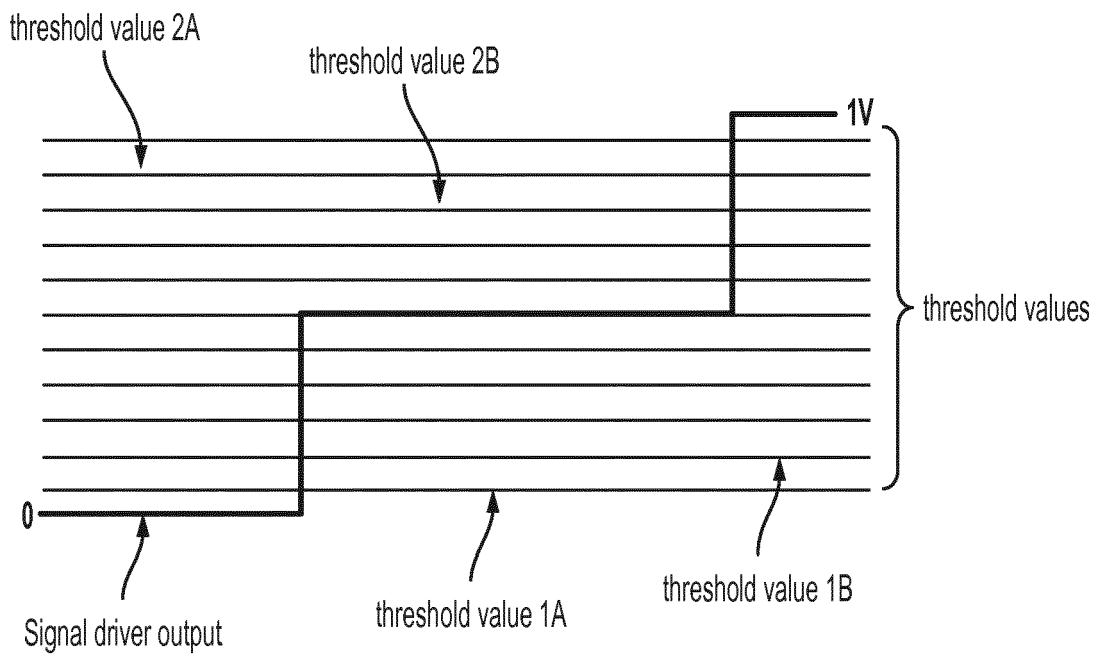 threshold value 2A
threshold value 2B
1V
threshold values
0
threshold value 1B
threshold value 1A
Signal driver output